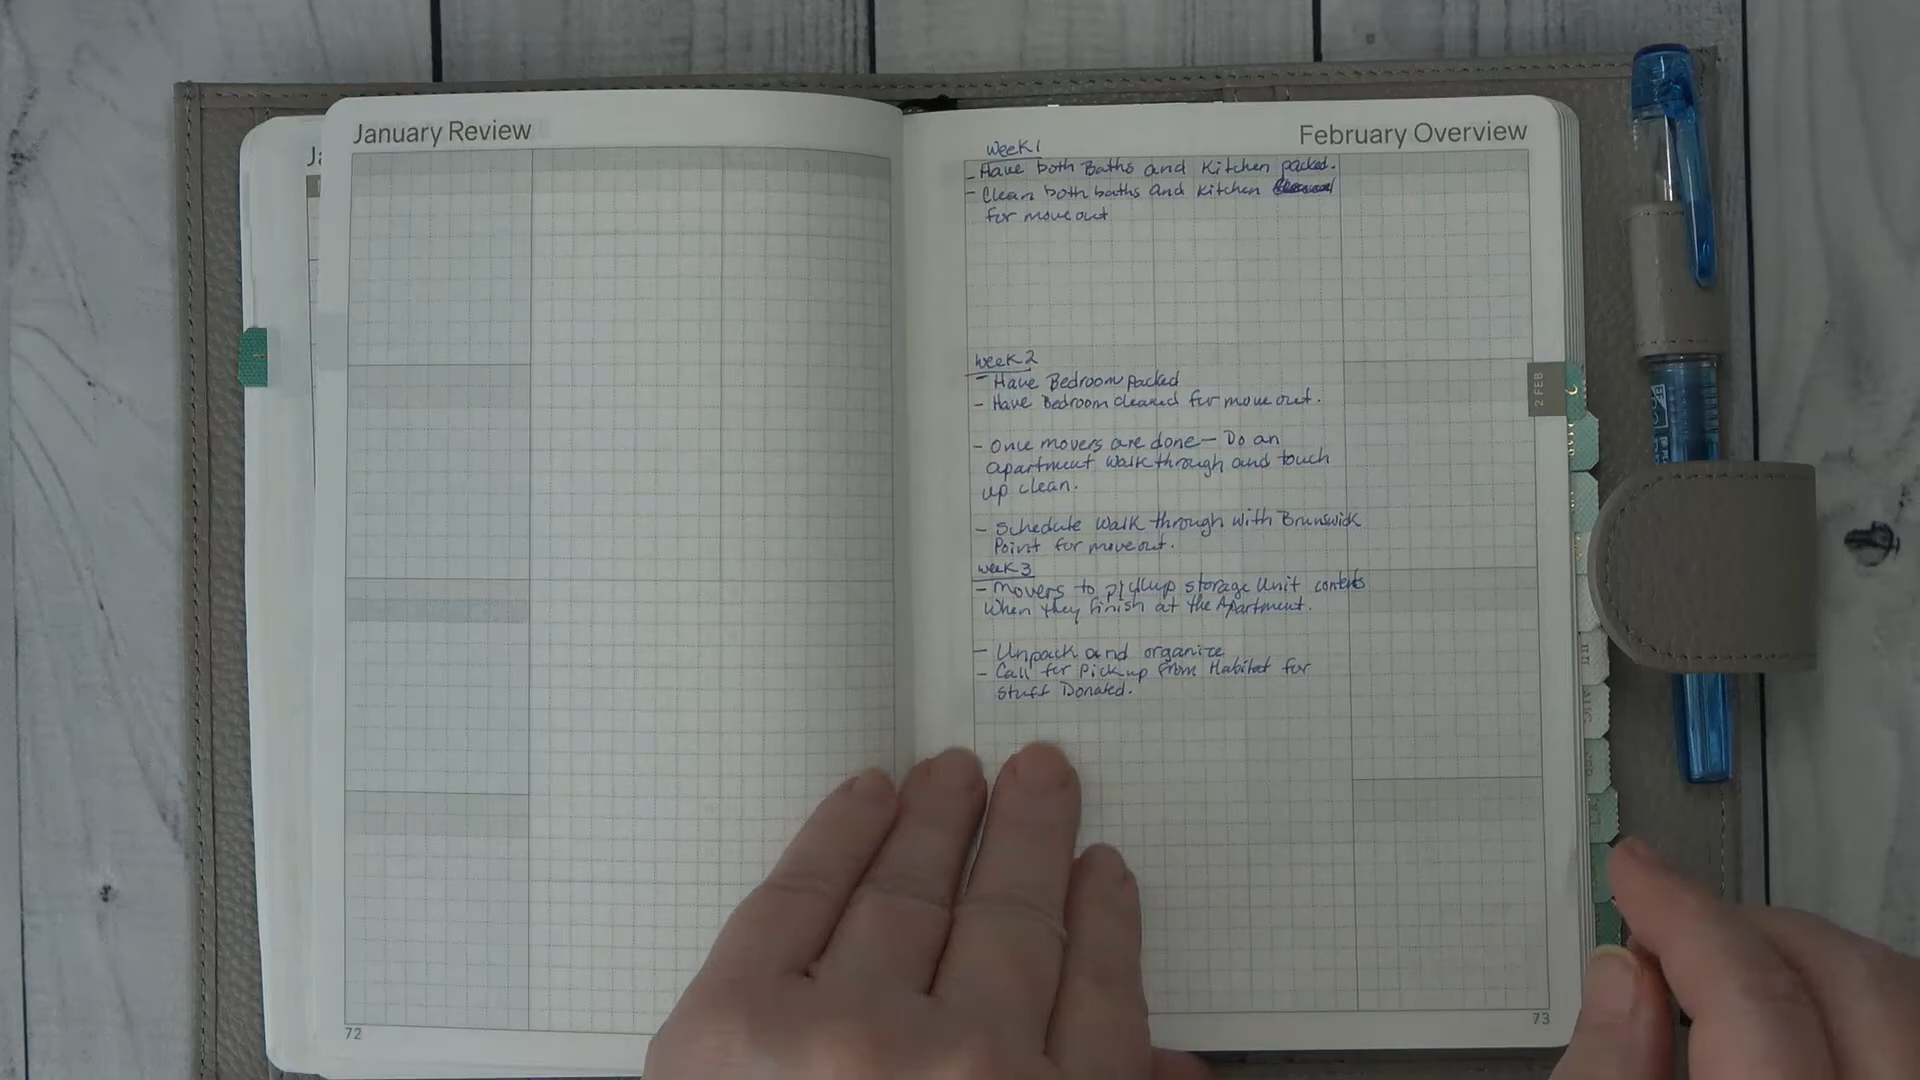 January Review
February Overview
Week 1
- Have both Baths and Kitchen packed.
- Clean both baths and kitchen
for move out
Week 2
- Have Bedroom packed
- Have Bedroom cleaned for move out.
- Once movers are done - Do an
apartment walk through and touch
up clean.
- Schedule walk through with Brunswick
Point for moveout.
week 3
- Movers to pickup storage Unit contents
when they finish at the Apartment.
- Unpack and organize
- Call for Pickup from Habitat for
stuff Donated.
2 FEB
2
72
73